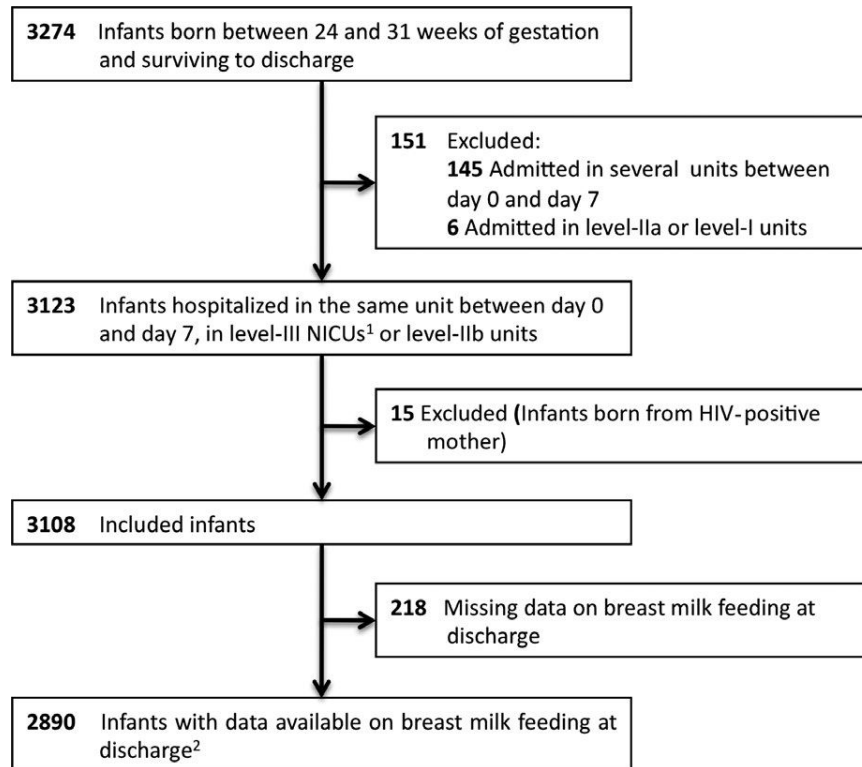 3274 Infants born between 24 and 31 weeks of gestation
and surviving to discharge
151 Excluded:
145 Admitted in several units between
day 0 and day 7
6 Admitted in level-IIa or level-I units
3123 Infants hospitalized in the same unit between day 0
and day 7, in level-III NICUs¹ or level-IIb units
15 Excluded (Infants born from HIV-positive
mother)
3108 Included infants
218 Missing data on breast milk feeding at
discharge
2890 Infants with data available on breast milk feeding at
discharge²